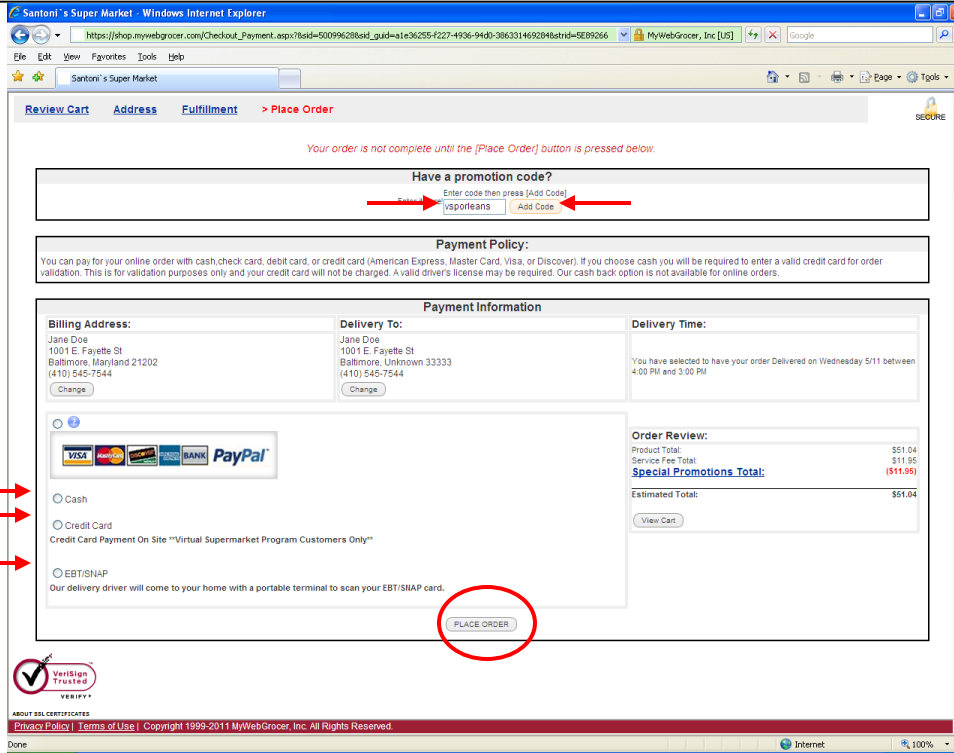 Santoni`s Super Market - Windows Internet Explorer
https://shop.mywebgrocer.com/Checkout_Payment.aspx?&sid=50099628&sid_guid=a1e36255-f227-4936-94d0-3863314692848&strid=5E89266
MyWebGrocer, Inc [US]
Google
File Edit View Favorites Tools Help
Santoni`s Super Market
Page Tools
Review Cart Address Fulfillment > Place Order
SECURE
Your order is not complete until the [Place Order] button is pressed below.
Have a promotion code?
Enter code then press [Add Code]
vsporleans Add Code
Payment Policy:
You can pay for your online order with cash,check card, debit card, or credit card (American Express, Master Card, Visa, or Discover). If you choose cash you will be required to enter a valid credit card for order
validation. This is for validation purposes only and your credit card will not be charged. A valid driver's license may be required. Our cash back option is not available for online orders.
Payment Information
Billing Address: Delivery To: Delivery Time:
Jane Doe
1001 E. Fayette St
Baltimore, Maryland 21202
(410) 545-7544
Change
Jane Doe
1001 E. Fayette St
Baltimore, Unknown 33333
(410) 545-7544
Change
You have selected to have your order Delivered on Wednesday 5/11 between
4:00 PM and 3:00 PM
?
VISA MasterCard DISCOVER BANK PayPal
Cash
Credit Card
Credit Card Payment On Site **Virtual Supermarket Program Customers Only**
EBT/SNAP
Our delivery driver will come to your home with a portable terminal to scan your EBT/SNAP card.
Order Review:
Product Total: $51.04
Service Fee Total: $11.95
Special Promotions Total: ($11.95)
Estimated Total: $51.04
View Cart
PLACE ORDER
VeriSign
Trusted
VERIFY
ABOUT SSL CERTIFICATES
Privacy Policy | Terms of Use | Copyright 1999-2011 MyWebGrocer, Inc. All Rights Reserved.
Done Internet 100%